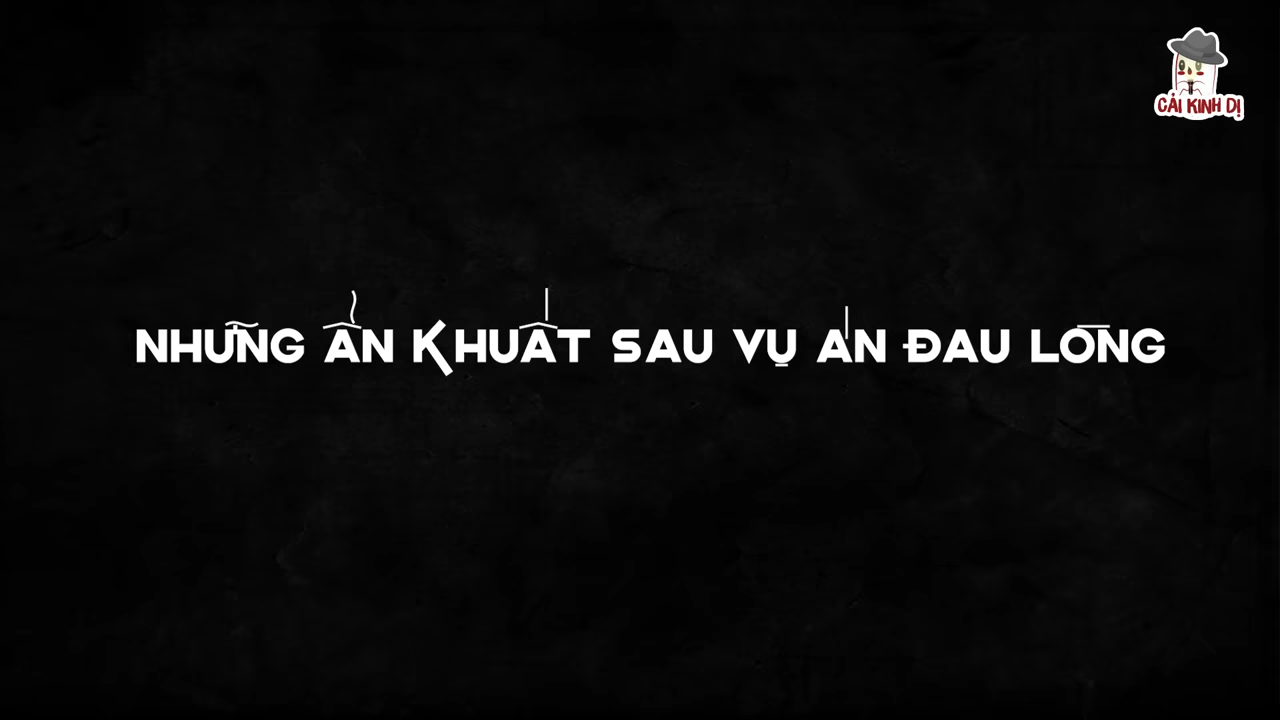 CẢI KINH DỊ
NHỮNG ẨN KHUẤT SAU VỤ ÁN ĐAU LÒNG